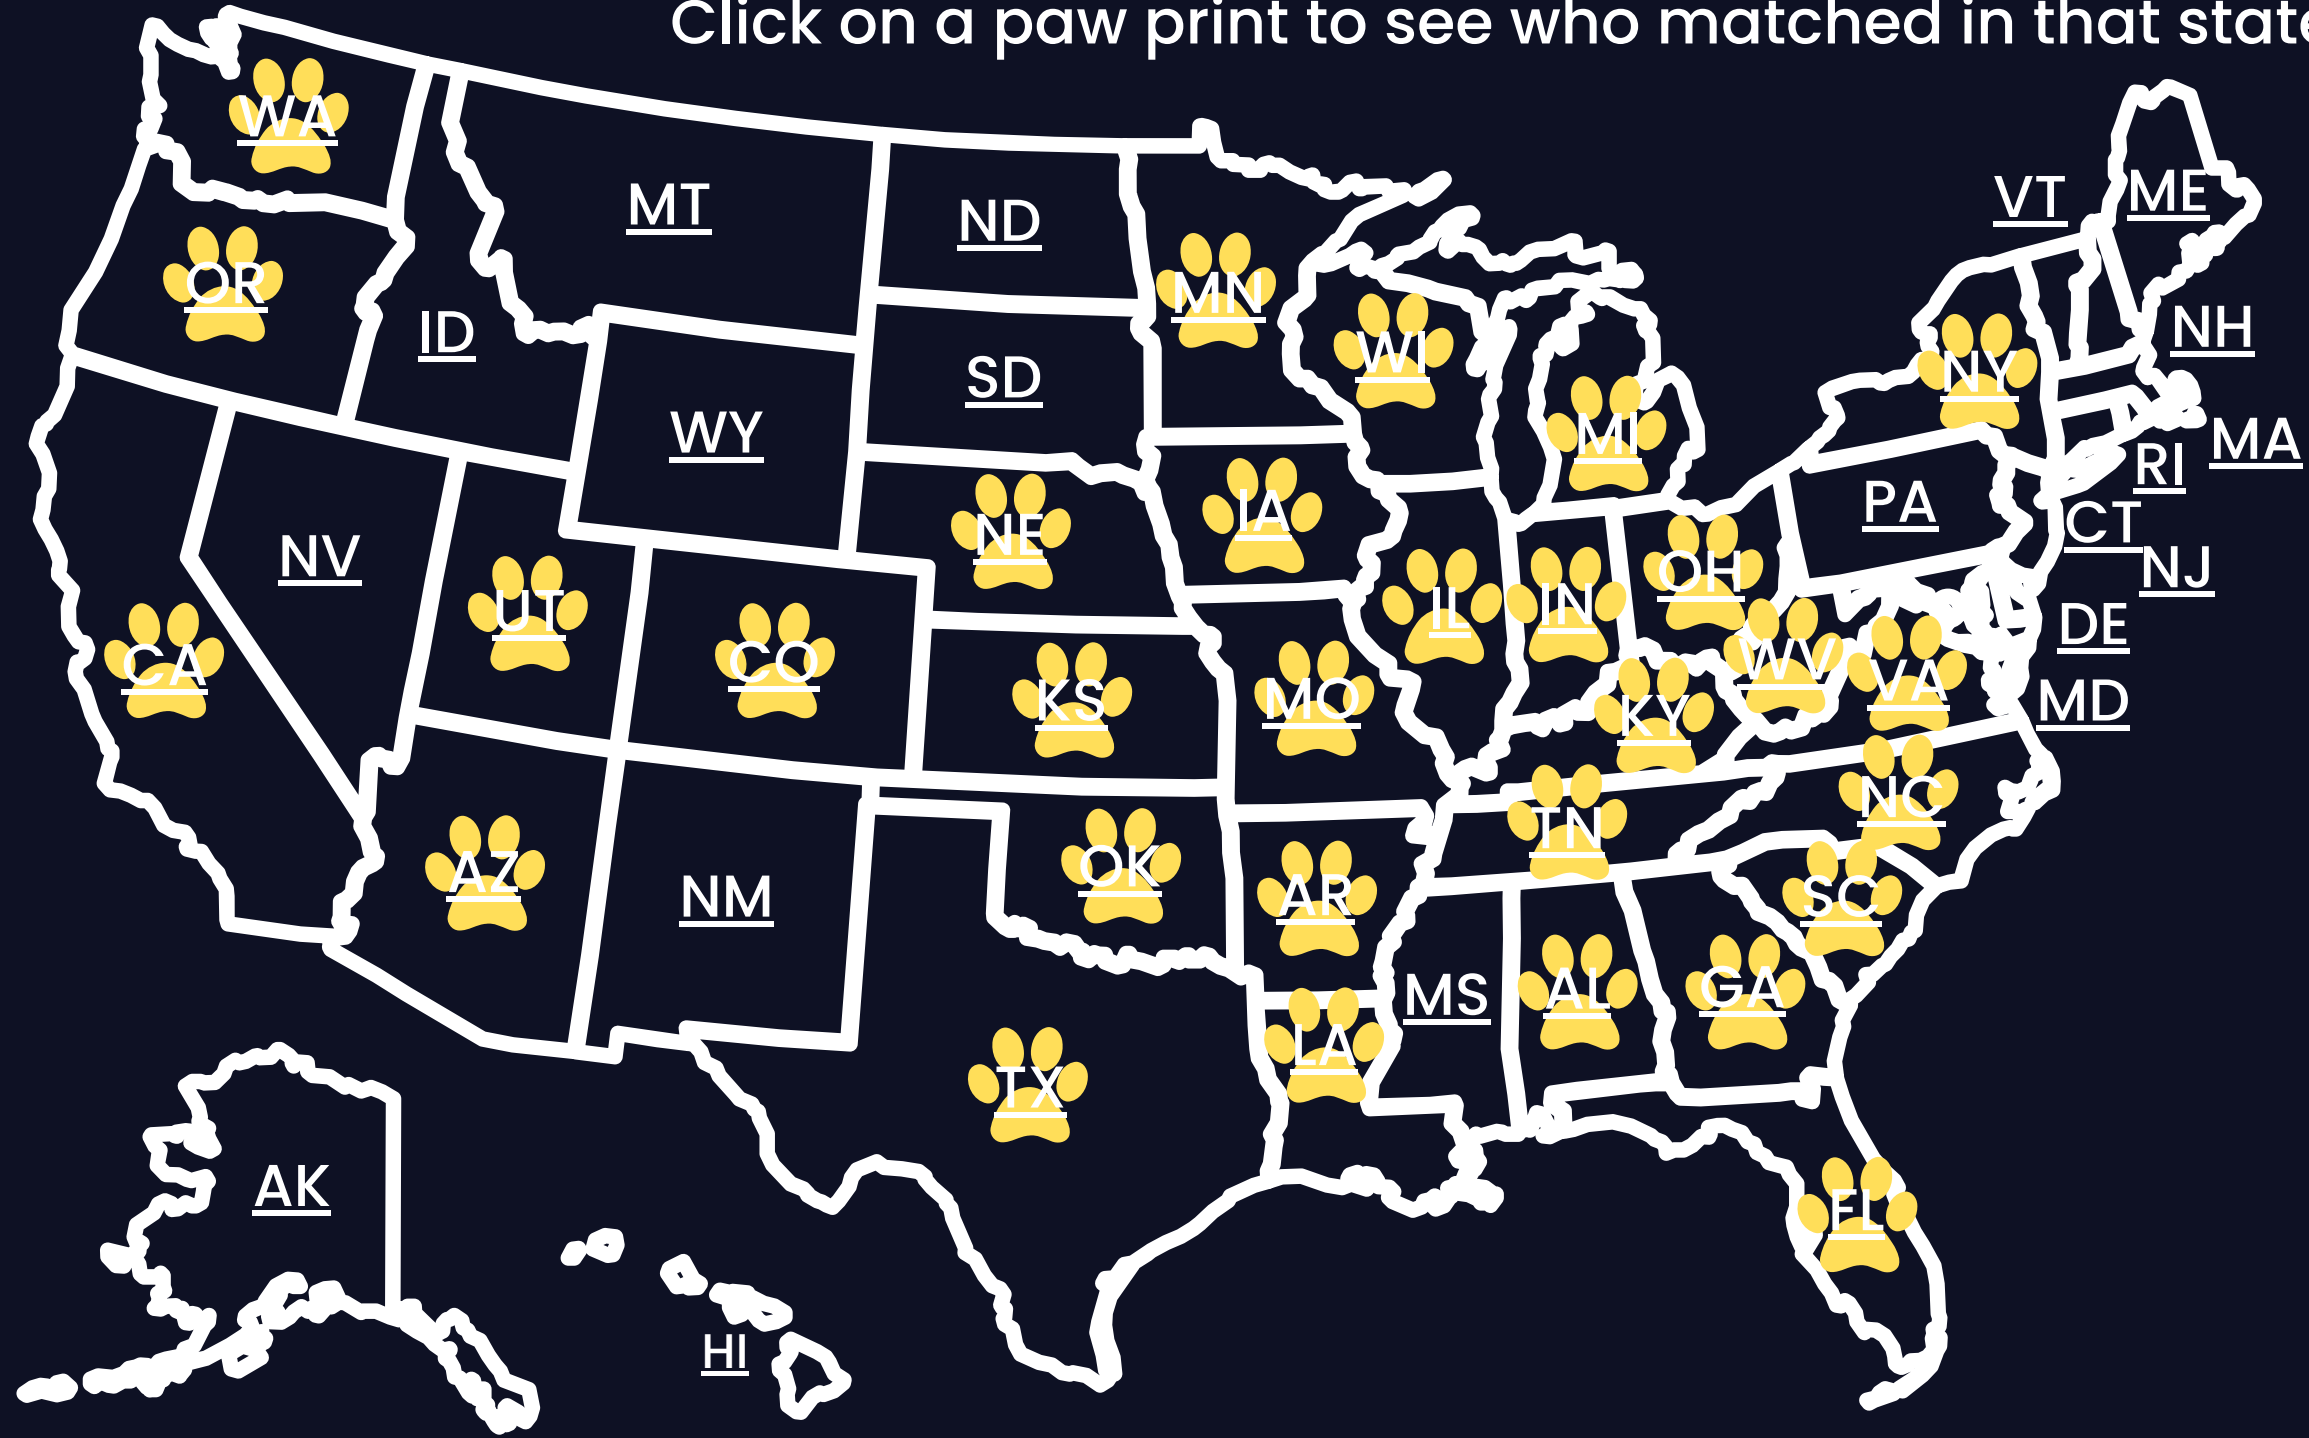 Click on a paw print to see who matched in that state
WA
MT
ND
VT
ME
OR
MN
ID
NH
WI
NY
SD
WY
MI
MA
RI
PA
NE
IA
CT
NV
OH
NJ
UT
IL
IN
DE
CA
CO
WV
VA
KS
MO
MD
KY
NC
TN
AZ
OK
NM
AR
SC
MS
AL
GA
LA
TX
AK
FL
HI